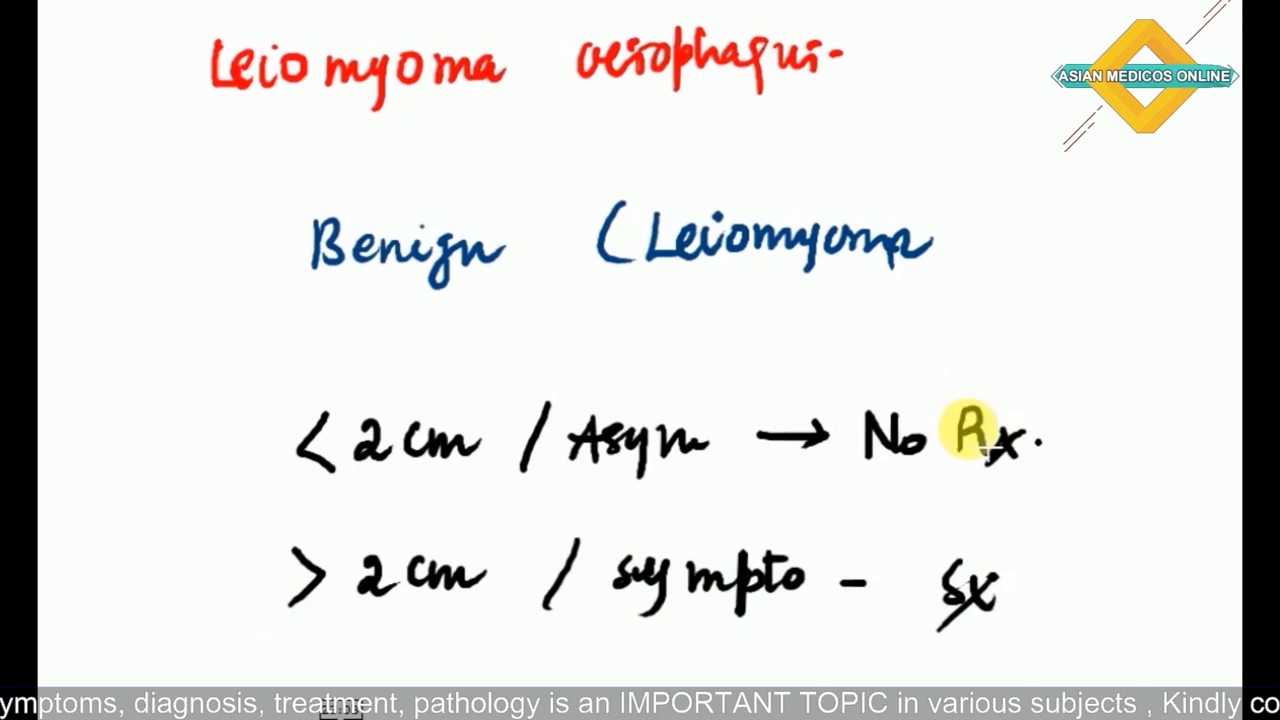 Leiomyoma oesophagus-
ASIAN MEDICOS ONLINE
Benign (Leiomyoma
< 2 cm / Asym → No Rx.
> 2 cm / sympto - Sx
ymptoms, diagnosis, treatment, pathology is an IMPORTANT TOPIC in various subjects , Kindly co